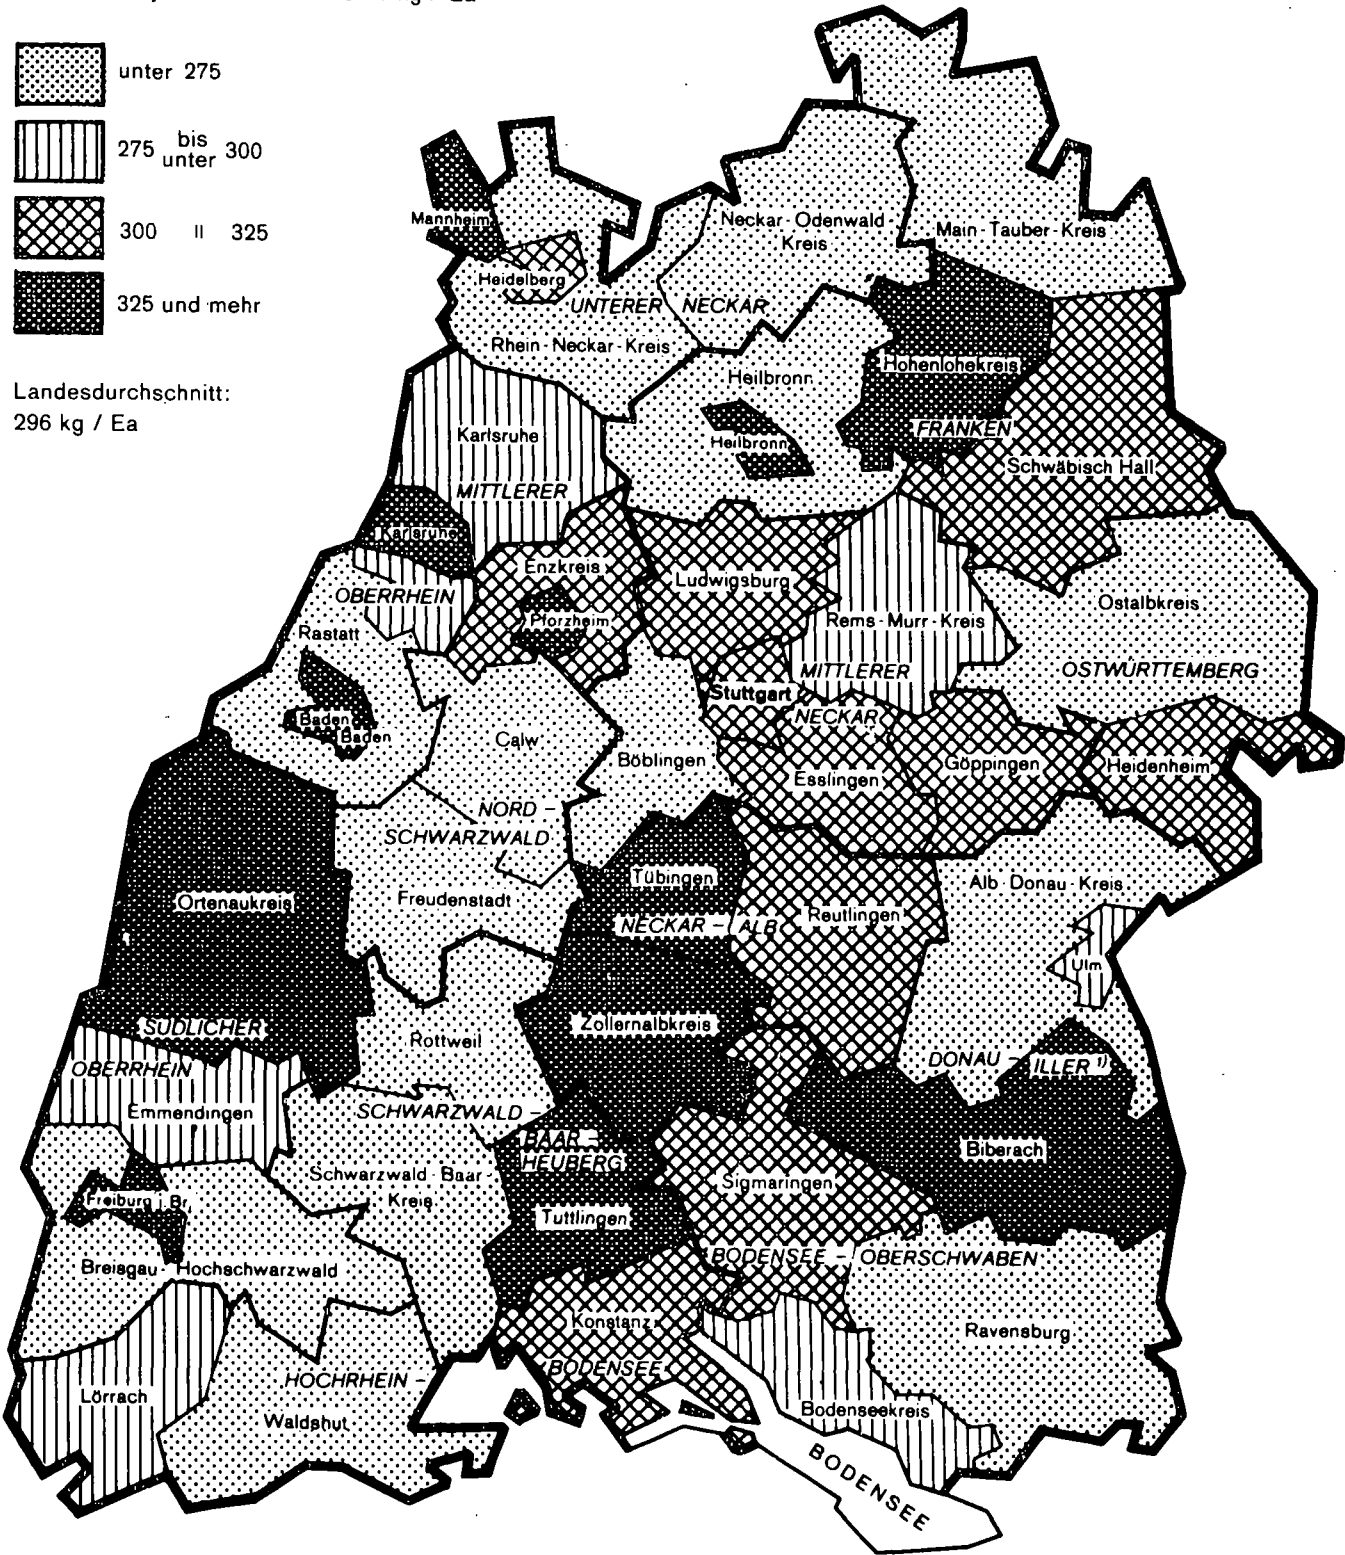 unter 275
275 bis unter 300
300 " 325
325 und mehr
Landesdurchschnitt:
296 kg / Ea
Mannheim
Heidelberg
Neckar-Odenwald
Kreis
Main-Tauber-Kreis
UNTERER NECKAR
Rhein-Neckar-Kreis
Heilbronn
Hohenlohekreis
Karlsruhe
Heilbronn
FRANKEN
Schwäbisch Hall
MITTLERER
Karlsruhe
Enzkreis
Ludwigsburg
OBERRHEIN
Pforzheim
Rems-Murr-Kreis
Ostalbkreis
Rastatt
MITTLERER
OSTWÜRTTEMBERG
Stuttgart
NECKAR
Baden
Baden
Calw
Böblingen
Esslingen
Göppingen
Heidenheim
NORD-
SCHWARZWALD
Tübingen
Alb-Donau-Kreis
Ortenaukreis
Freudenstadt
Reutlingen
NECKAR-ALB
Ulm
SÜDLICHER
Zollernalbkreis
Rottweil
OBERRHEIN
DONAU-ILLER 1)
Emmendingen
SCHWARZWALD-
BAAR-
HEUBERG
Biberach
Schwarzwald-Baar-
Kreis
Sigmaringen
Freiburg i. Br.
Tuttlingen
BODENSEE-OBERSCHWABEN
Breisgau-Hochschwarzwald
Konstanz
Ravensburg
BODENSEE
HOCHRHEIN-
Lörrach
Waldshut
Bodenseekreis
BODENSEE